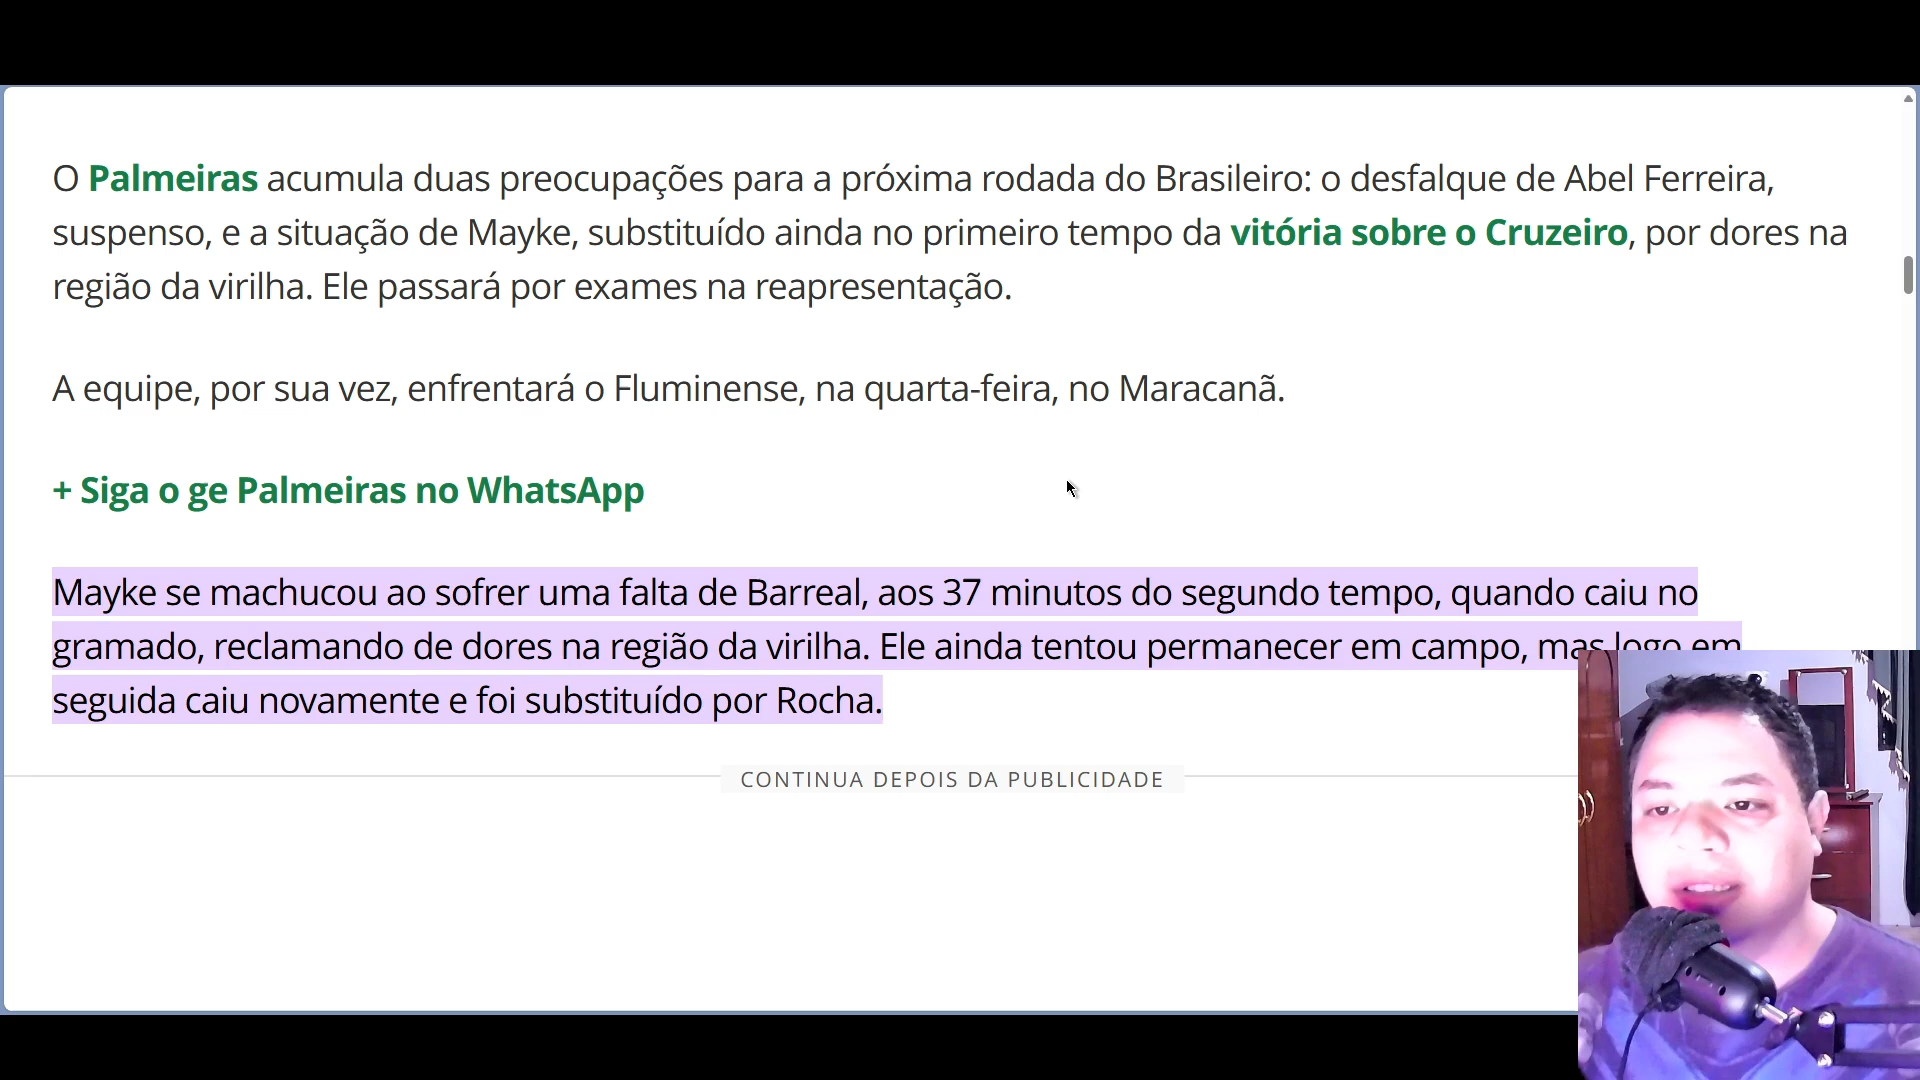 O Palmeiras acumula duas preocupações para a próxima rodada do Brasileiro: o desfalque de Abel Ferreira,
suspenso, e a situação de Mayke, substituído ainda no primeiro tempo da vitória sobre o Cruzeiro, por dores na
região da virilha. Ele passará por exames na reapresentação.
A equipe, por sua vez, enfrentará o Fluminense, na quarta-feira, no Maracanã.
+ Siga o ge Palmeiras no WhatsApp
Mayke se machucou ao sofrer uma falta de Barreal, aos 37 minutos do segundo tempo, quando caiu no
gramado, reclamando de dores na região da virilha. Ele ainda tentou permanecer em campo, mas logo em
seguida caiu novamente e foi substituído por Rocha.
CONTINUA DEPOIS DA PUBLICIDADE